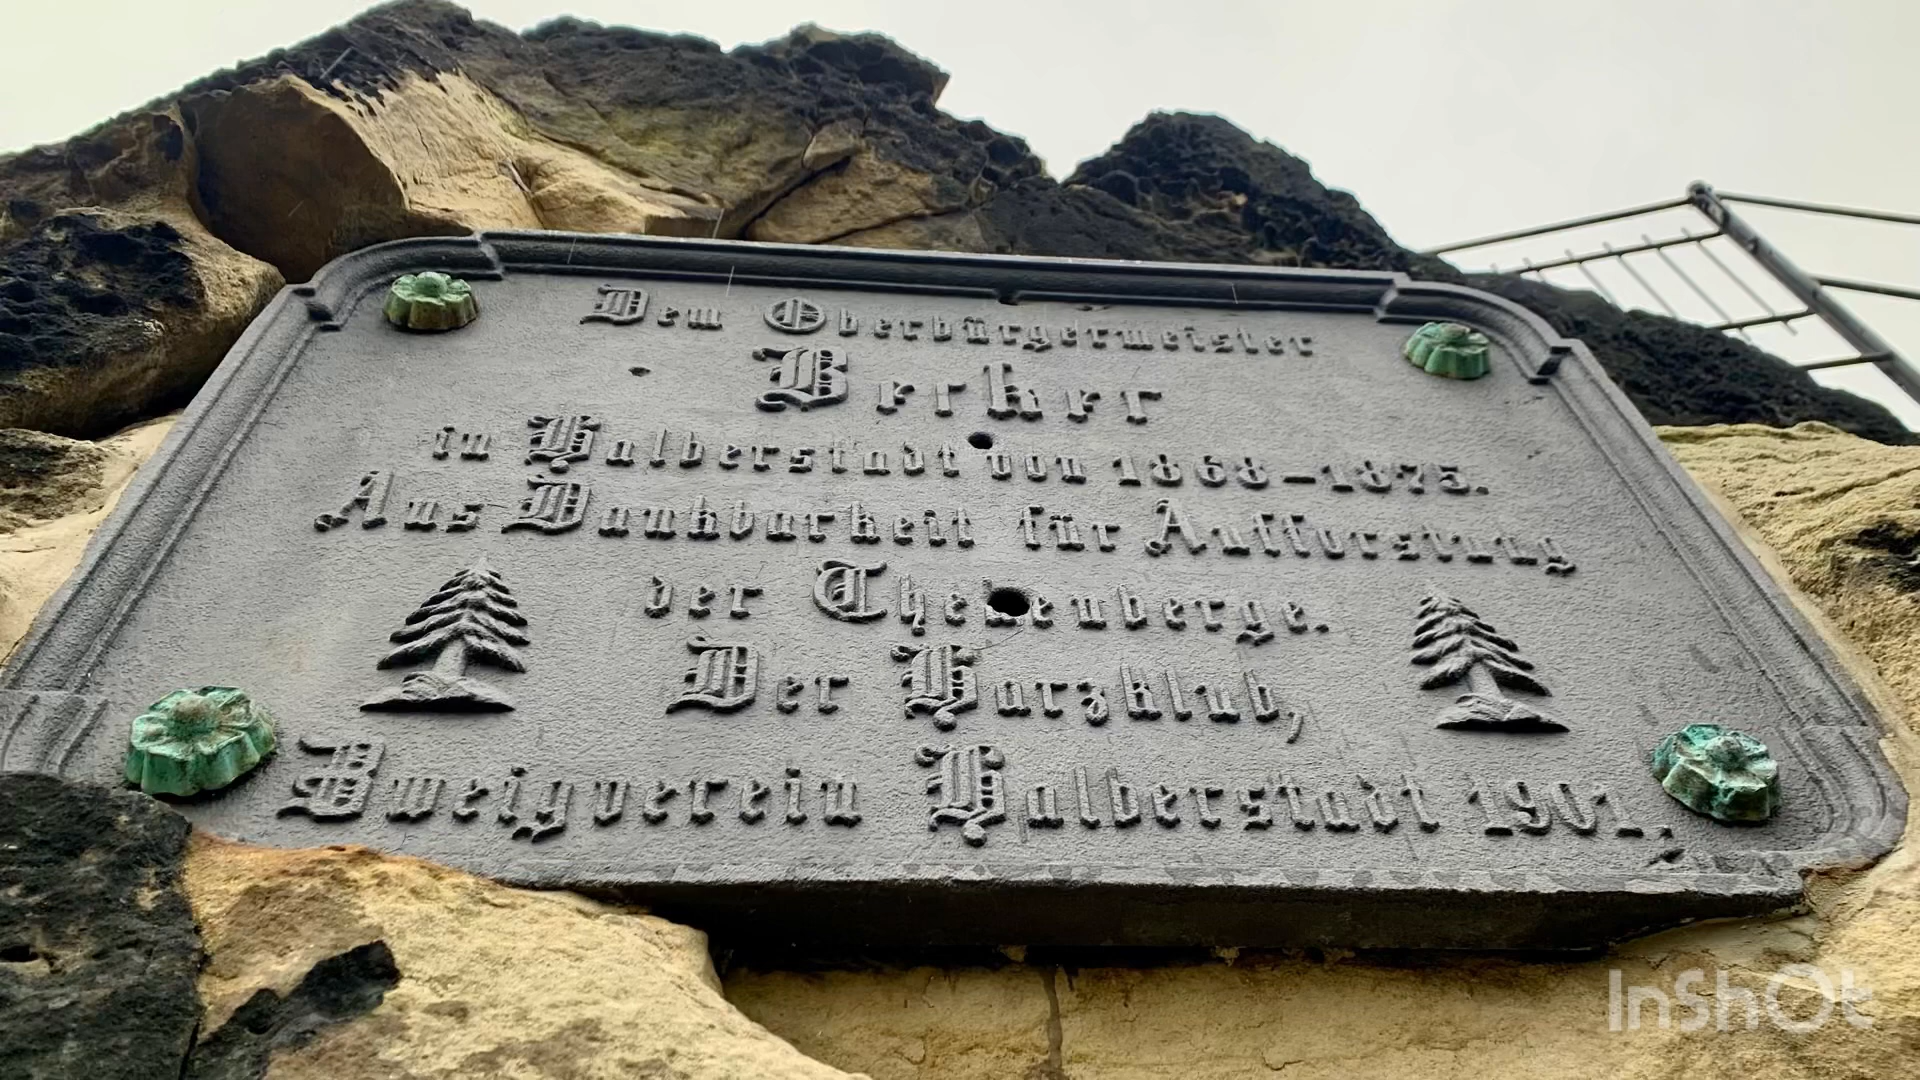 Dem Oberbürgermeister
Becker
in Halberstadt von 1868–1875.
Aus Dankbarkeit für Aufforstung
der Thekenberge.
Der Harzklub,
Zweigverein Halberstadt 1901.
InShOt